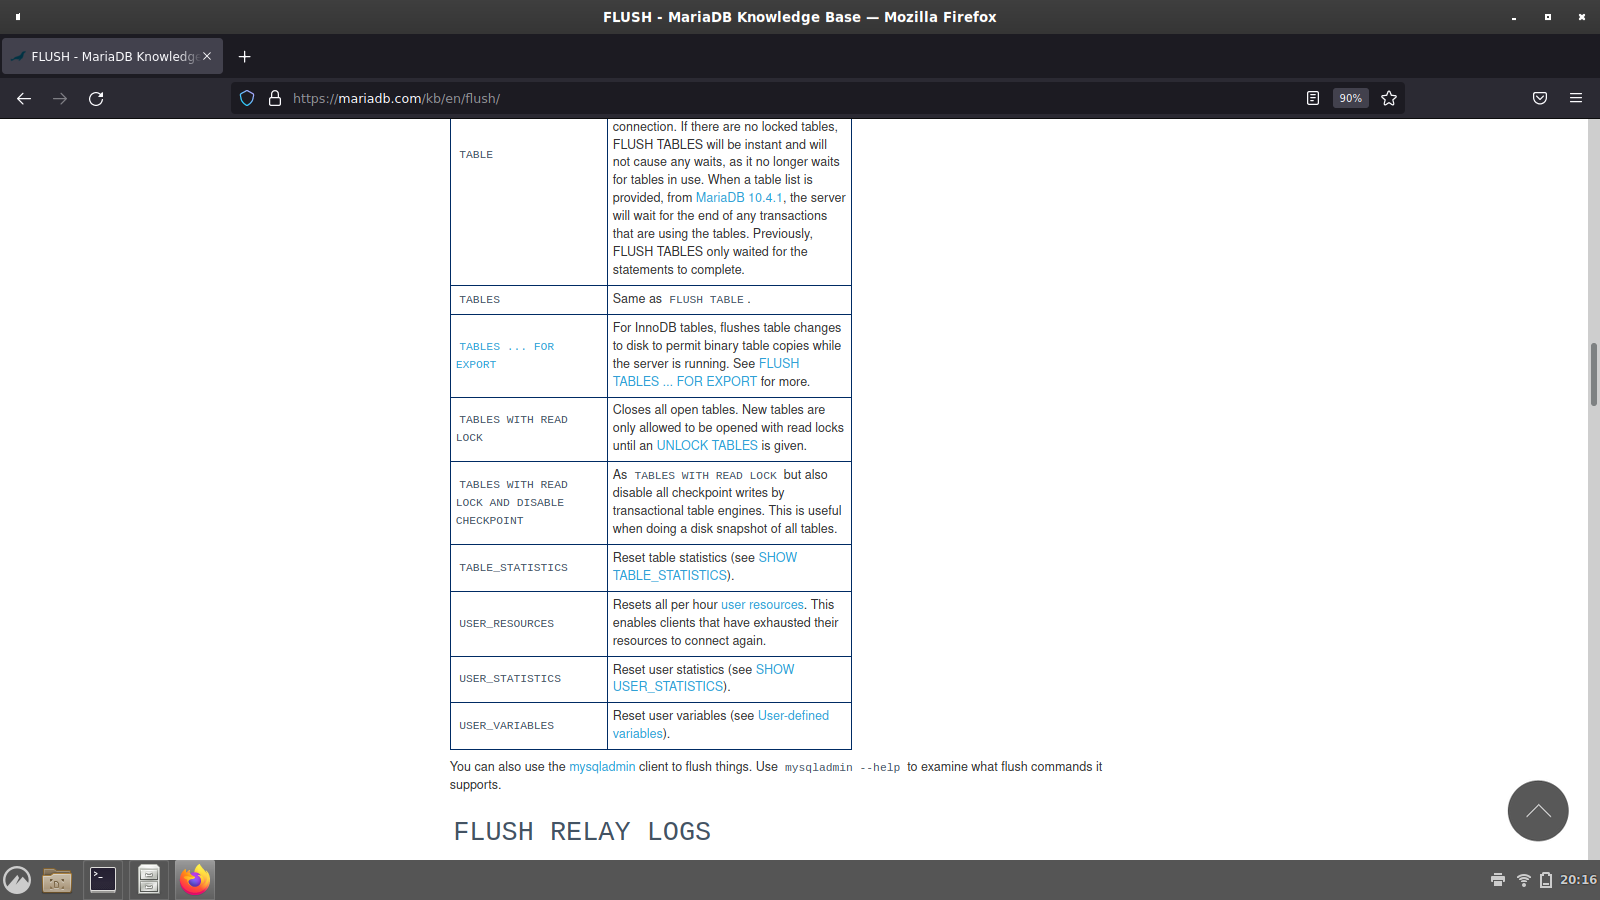 FLUSH - MariaDB Knowledge Base — Mozilla Firefox
FLUSH - MariaDB Knowledge
https://mariadb.com/kb/en/flush/
90%
connection. If there are no locked tables,
FLUSH TABLES will be instant and will
TABLE
not cause any waits, as it no longer waits
for tables in use. When a table list is
provided, from MariaDB 10.4.1, the server
will wait for the end of any transactions
that are using the tables. Previously,
FLUSH TABLES only waited for the
statements to complete.
TABLES
Same as FLUSH TABLE.
TABLES ... FOR
EXPORT
For InnoDB tables, flushes table changes
to disk to permit binary table copies while
the server is running. See FLUSH
TABLES ... FOR EXPORT for more.
TABLES WITH READ
LOCK
Closes all open tables. New tables are
only allowed to be opened with read locks
until an UNLOCK TABLES is given.
TABLES WITH READ
LOCK AND DISABLE
CHECKPOINT
As TABLES WITH READ LOCK but also
disable all checkpoint writes by
transactional table engines. This is useful
when doing a disk snapshot of all tables.
TABLE_STATISTICS
Reset table statistics (see SHOW
TABLE_STATISTICS).
USER_RESOURCES
Resets all per hour user resources. This
enables clients that have exhausted their
resources to connect again.
USER_STATISTICS
Reset user statistics (see SHOW
USER_STATISTICS).
USER_VARIABLES
Reset user variables (see User-defined
variables).
You can also use the mysqladmin client to flush things. Use mysqladmin --help to examine what flush commands it
supports.
FLUSH RELAY LOGS
20:16